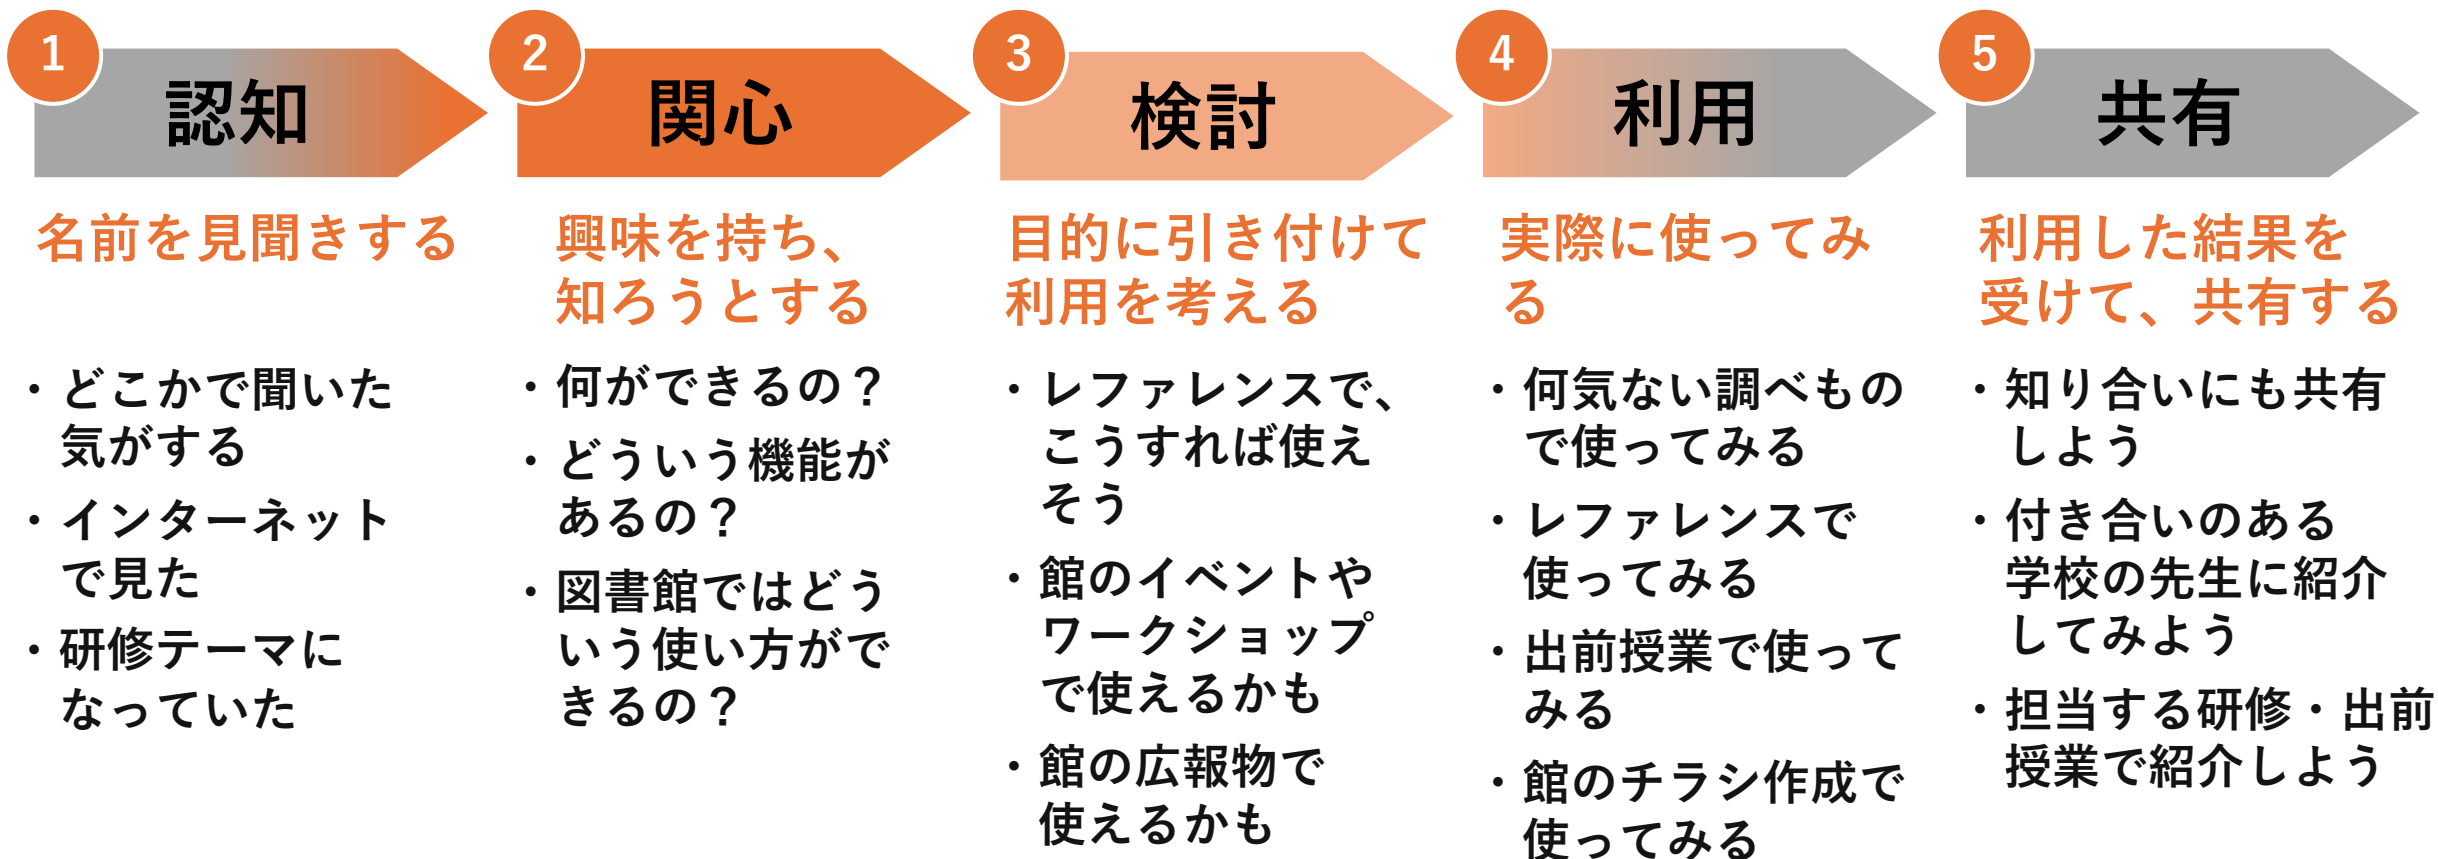 1
認知
名前を見聞きする
・どこかで聞いた
気がする
・インターネット
で見た
・研修テーマに
なっていた
2
関心
興味を持ち、
知ろうとする
・何ができるの？
・どういう機能が
あるの？
・図書館ではどう
いう使い方がで
きるの？
3
検討
目的に引き付けて
利用を考える
・レファレンスで、
こうすれば使え
そう
・館のイベントや
ワークショップ
で使えるかも
・館の広報物で
使えるかも
4
利用
実際に使ってみ
る
・何気ない調べもの
で使ってみる
・レファレンスで
使ってみる
・出前授業で使って
みる
・館のチラシ作成で
使ってみる
5
共有
利用した結果を
受けて、共有する
・知り合いにも共有
しよう
・付き合いのある
学校の先生に紹介
してみよう
・担当する研修・出前
授業で紹介しよう